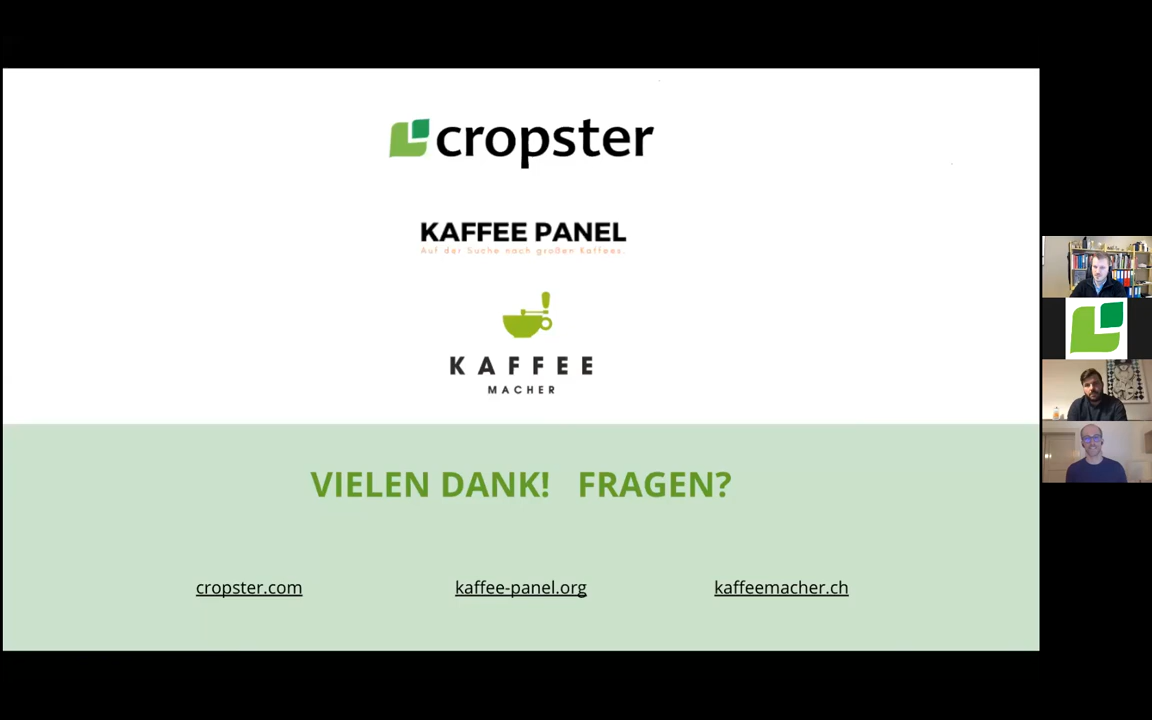 cropster
KAFFEE PANEL
Auf der Suche nach großen Kaffees.
KAFFEE
MACHER
VIELEN DANK! FRAGEN?
cropster.com
kaffee-panel.org
kaffeemacher.ch